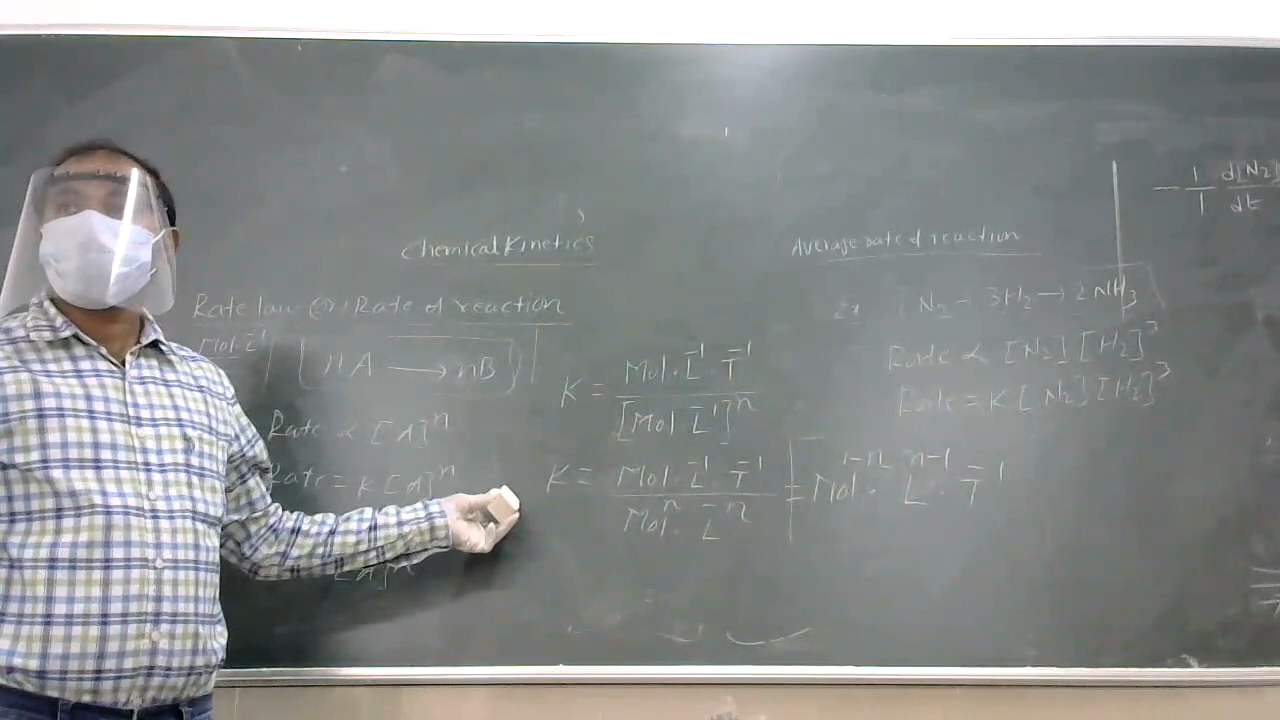 Chemical Kinetics
Rate law (or) Rate of reaction
Mol·L⁻¹
nA → nB
Rate ∝ [A]ⁿ
Rate = K[A]ⁿ
[A]ⁿ
K = Mol·L⁻¹ T⁻¹ / [Mol L⁻¹]ⁿ
K = Mol·L⁻¹ T⁻¹ / Molⁿ· L⁻ⁿ = Mol¹⁻ⁿ· Lⁿ⁻¹· T⁻¹
Average Rate of reaction
Ex N₂ + 3H₂ → 2NH₃
Rate ∝ [N₂][H₂]³
Rate = K[N₂][H₂]³
− 1/1 d[N₂]/dt